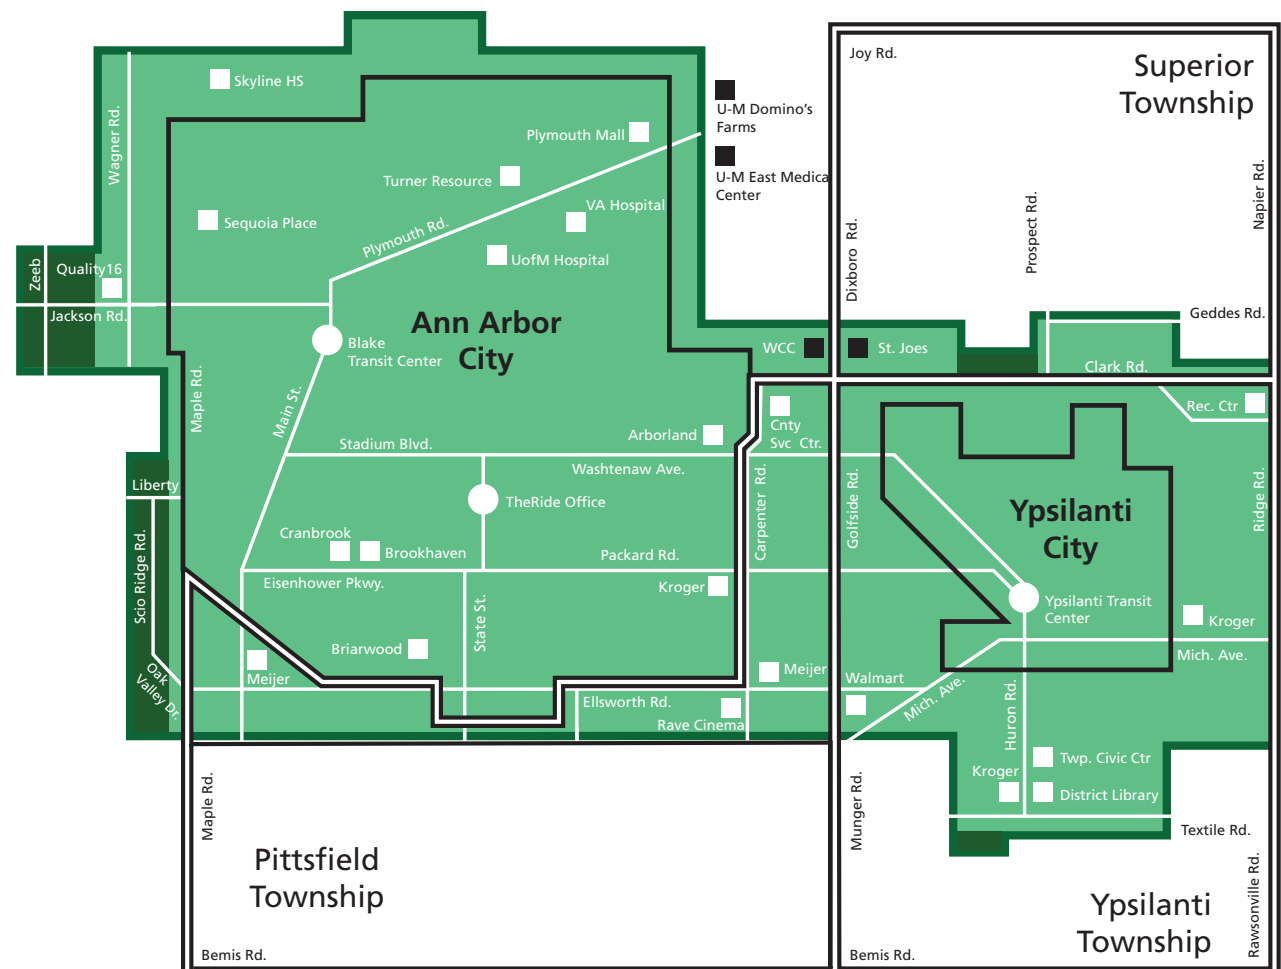 Joy Rd.
Superior
Township
Skyline HS
Wagner Rd.
U-M Domino's
Farms
Plymouth Mall
U-M East Medica
Center
Turner Resource
VA Hospital
Sequoia Place
Plymouth Rd.
UofM Hospital
Dixboro Rd.
Prospect Rd.
Napier Rd.
Zeeb
Quality16
Jackson Rd.
Geddes Rd.
Ann Arbor
City
Blake
Transit Center
WCC
St. Joes
Clark Rd.
Maple Rd.
Main St.
Rec. Ctr
Cnty
Svc Ctr.
Arborland
Stadium Blvd.
Washtenaw Ave.
Liberty
TheRide Office
Carpenter Rd.
Golfside Rd.
Ridge Rd.
Ypsilanti
City
Scio Ridge Rd.
Cranbrook
Brookhaven
Packard Rd.
Eisenhower Pkwy.
Kroger
State St.
Ypsilanti Transit
Center
Kroger
Briarwood
Mich. Ave.
Oak
Valley Dr.
Meijer
Meijer
Walmart
Mich. Ave.
Ellsworth Rd.
Rave Cinema
Huron Rd.
Twp. Civic Ctr
Kroger
District Library
Maple Rd.
Munger Rd.
Textile Rd.
Pittsfield
Township
Ypsilanti
Township
Rawsonville Rd.
Bemis Rd.
Bemis Rd.